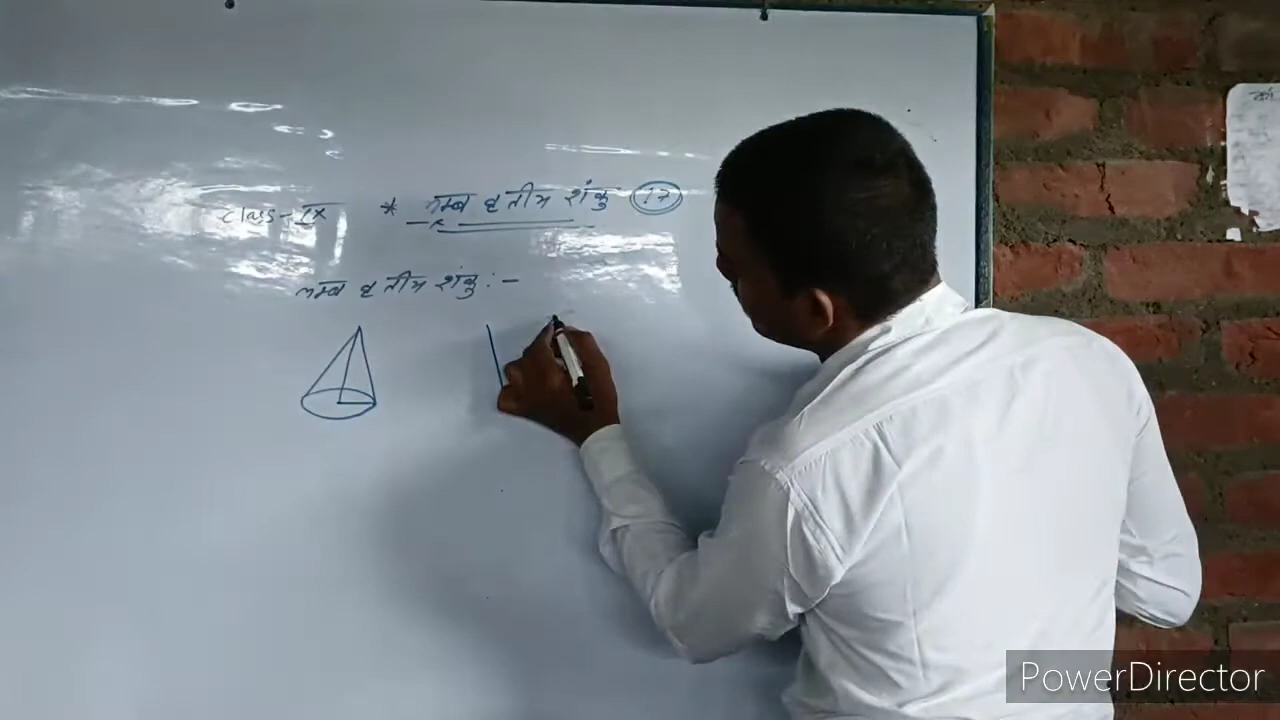 Class-IX * लम्ब वृतीय शंकु 17
लम्ब वृतीय शंकु :-
PowerDirector